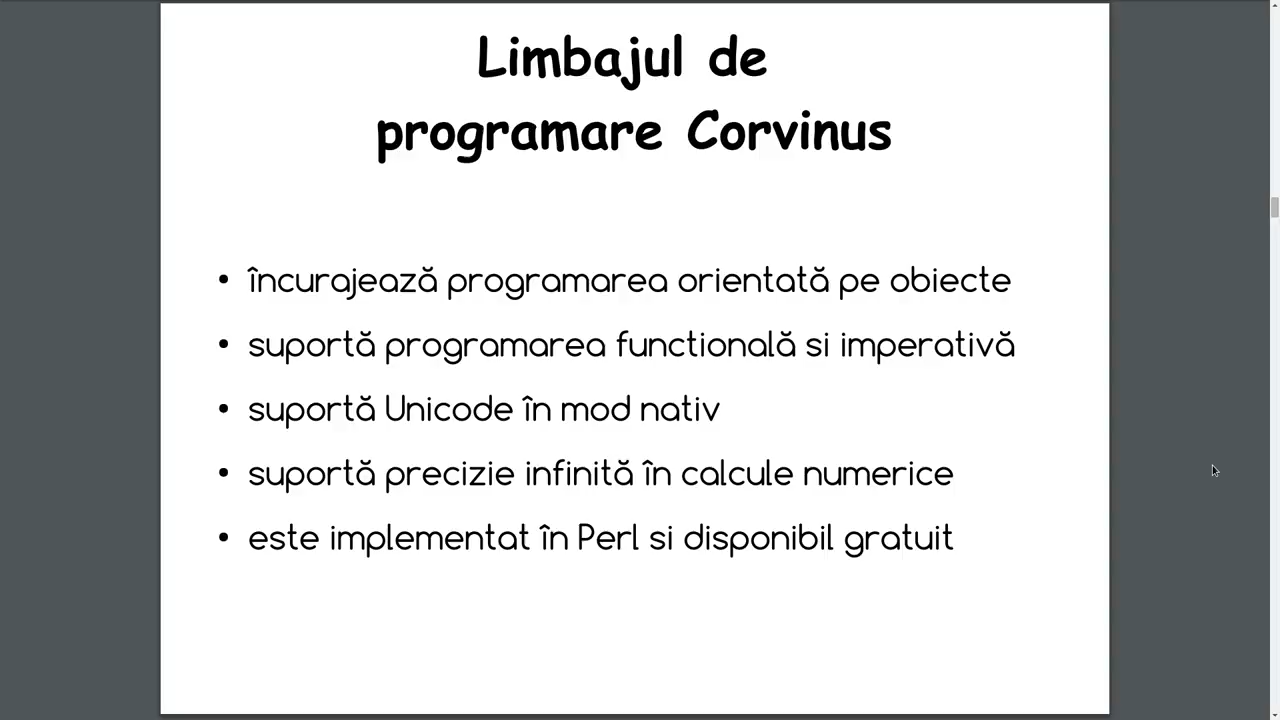 Limbajul de
programare Corvinus
• încurajează programarea orientată pe obiecte
• suportă programarea functională si imperativă
• suportă Unicode în mod nativ
• suportă precizie infinită în calcule numerice
• este implementat în Perl si disponibil gratuit